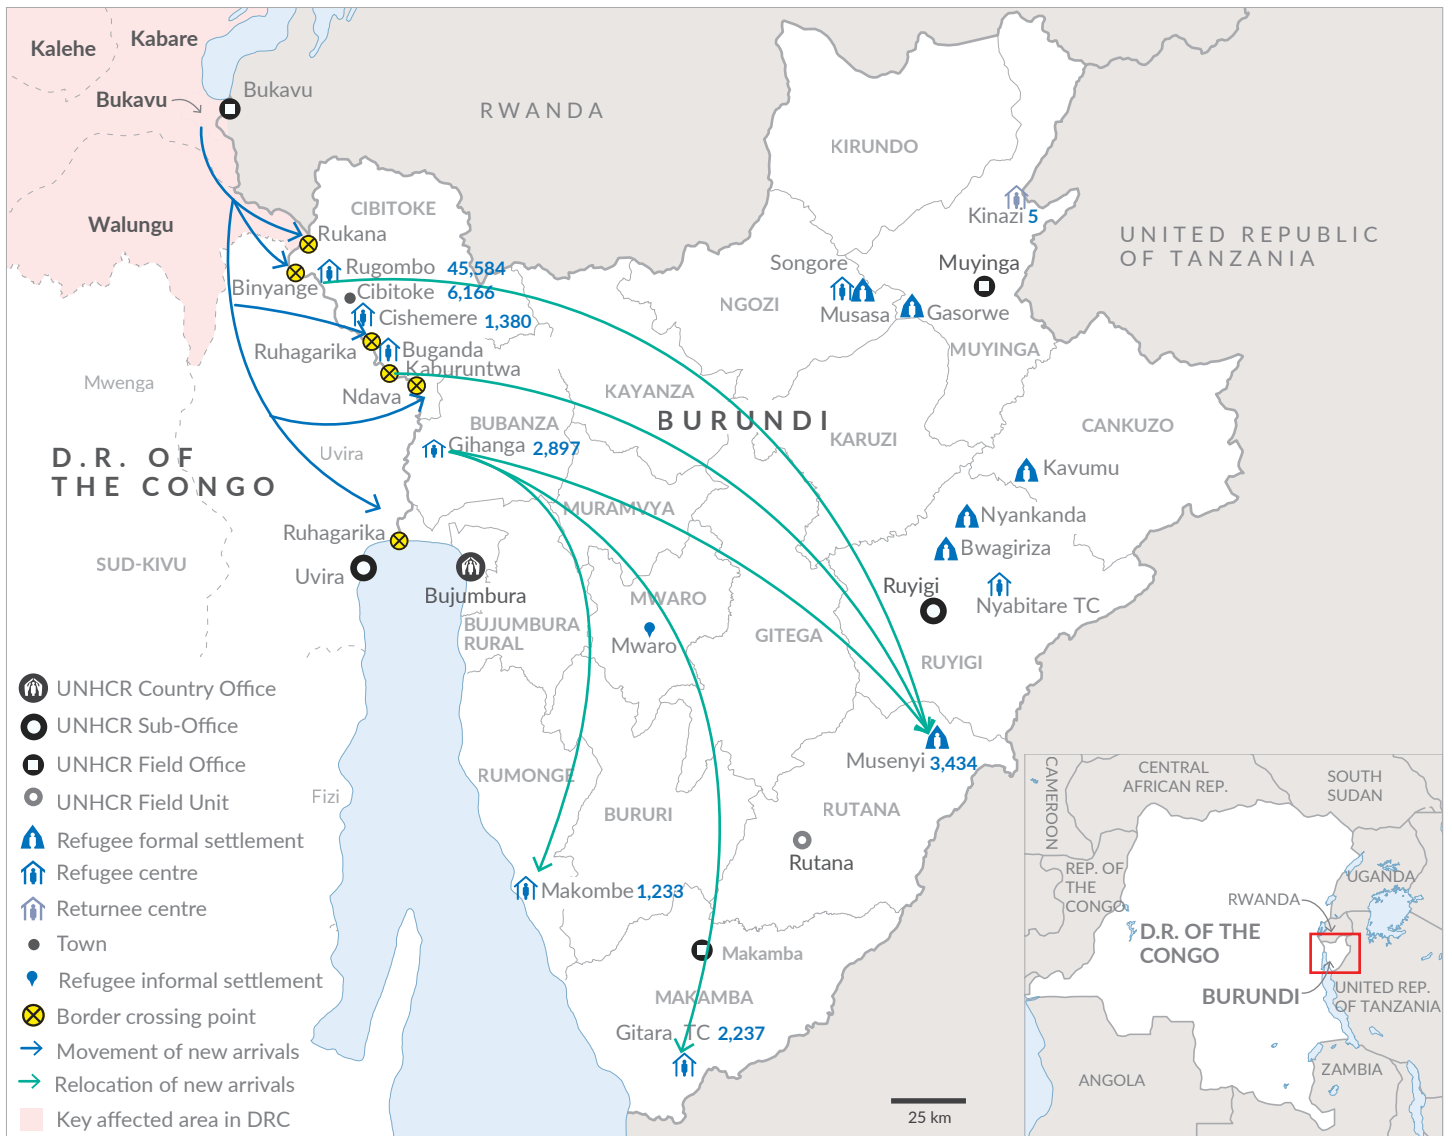 Kalehe
Kabare
Bukavu
Bukavu
Walungu
RWANDA
KIRUNDO
CIBITOKE
Rukana
Kinazi 5
UNITED REPUBLIC
OF TANZANIA
Rugombo 45,584
Binyange
Cibitoke 6,166
Cishemere 1,380
Songore
Musasa
Muyinga
Gasorwe
NGOZI
MUYINGA
Ruhagarika
Buganda
Kaburuntwa
Ndava
Mwenga
KAYANZA
BURUNDI
BUBANZA
KARUZI
CANKUZO
Gihanga 2,897
Uvira
D.R. OF
THE CONGO
Kavumu
MURAMVYA
Nyankanda
Bwagiriza
Ruhagarika
SUD-KIVU
Uvira
Bujumbura
Ruyigi
Nyabitare TC
MWARO
BUJUMBURA
RURAL
Mwaro
GITEGA
RUYIGI
Musenyi 3,434
RUMONGE
BURURI
RUTANA
Fizi
Rutana
Makombe 1,233
Makamba
MAKAMBA
Gitara TC 2,237
UNHCR Country Office
UNHCR Sub-Office
UNHCR Field Office
UNHCR Field Unit
Refugee formal settlement
Refugee centre
Returnee centre
Town
Refugee informal settlement
Border crossing point
Movement of new arrivals
Relocation of new arrivals
Key affected area in DRC
25 km
CAMEROON
CENTRAL
AFRICAN REP.
SOUTH
SUDAN
REP. OF
THE
CONGO
UGANDA
RWANDA
D.R. OF THE
CONGO
BURUNDI
UNITED REP.
OF TANZANIA
ANGOLA
ZAMBIA